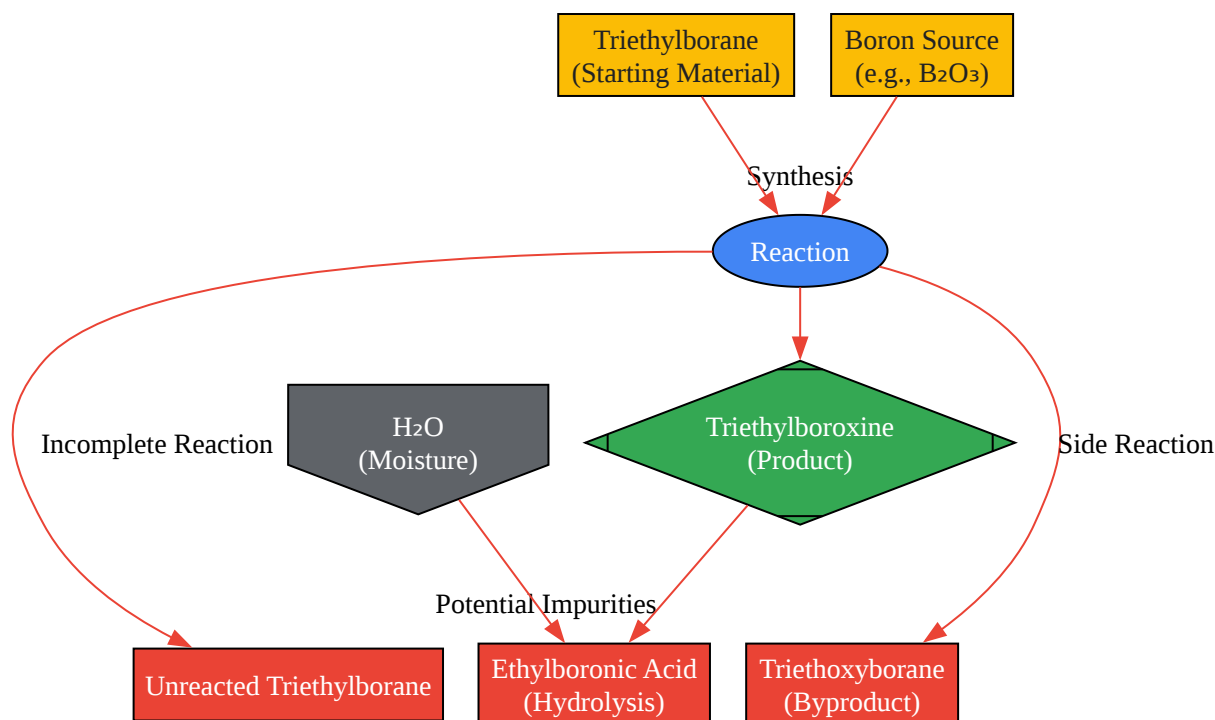 Triethylborane
(Starting Material)
Boron Source
(e.g., B₂O₃)
Synthesis
Reaction
H₂O
(Moisture)
Triethylboroxine
(Product)
Incomplete Reaction
Side Reaction
Potential Impurities
Unreacted Triethylborane
Ethylboronic Acid
(Hydrolysis)
Triethoxyborane
(Byproduct)